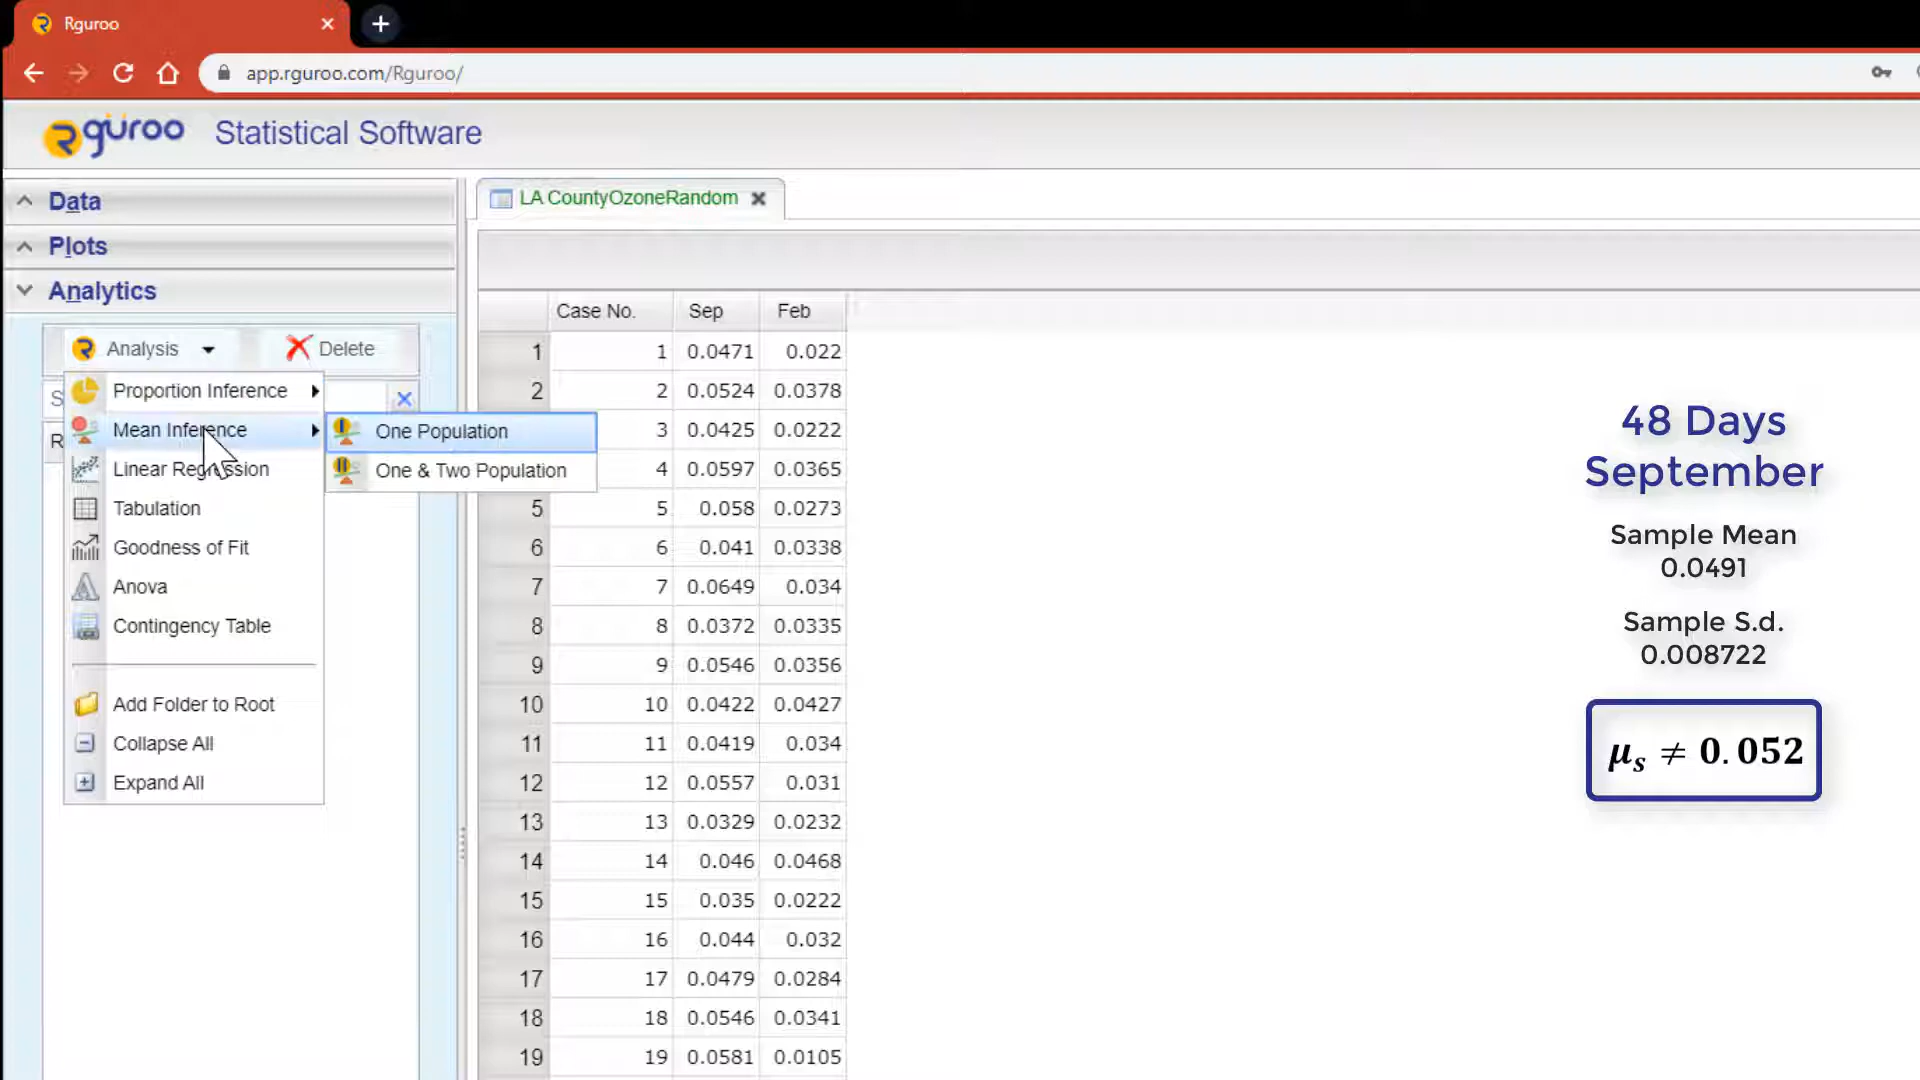 Rguroo
app.rguroo.com/Rguroo/
rguroo Statistical Software
Data
Plots
Analytics
Analysis
Delete
S
R
Proportion Inference
Mean Inference
Linear Regression
Tabulation
Goodness of Fit
Anova
Contingency Table
Add Folder to Root
Collapse All
Expand All
One Population
One & Two Population
LA CountyOzoneRandom
Case No. Sep Feb
1 1 0.0471 0.022
2 2 0.0524 0.0378
3 0.0425 0.0222
4 0.0597 0.0365
5 5 0.058 0.0273
6 6 0.041 0.0338
7 7 0.0649 0.034
8 8 0.0372 0.0335
9 9 0.0546 0.0356
10 10 0.0422 0.0427
11 11 0.0419 0.034
12 12 0.0557 0.031
13 13 0.0329 0.0232
14 14 0.046 0.0468
15 15 0.035 0.0222
16 16 0.044 0.032
17 17 0.0479 0.0284
18 18 0.0546 0.0341
19 19 0.0581 0.0105
48 Days
September
Sample Mean
0.0491
Sample S.d.
0.008722
μs ≠ 0.052